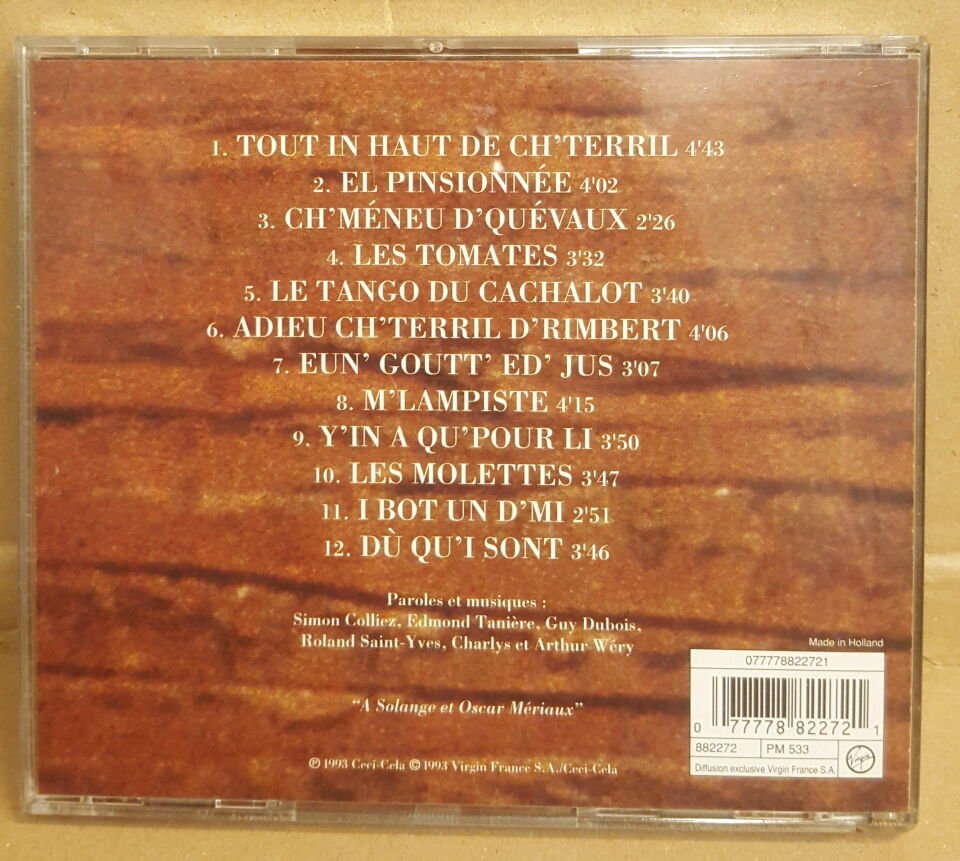 1. TOUT IN HAUT DE CH'TERRIL 4'43
2. EL PINSIONNÉE 4'02
3. CH'MÉNEU D'QUÉVAUX 2'26
4. LES TOMATES 3'32
5. LE TANGO DU CACHALOT 3'40
6. ADIEU CH'TERRIL D'RIMBERT 4'06
7. EUN' GOUTT' ED' JUS 3'07
8. M'LAMPISTE 4'15
9. Y'IN A QU'POUR LI 3'50
10. LES MOLETTES 3'47
11. I BOT UN D'MI 2'51
12. DÙ QU'I SONT 3'46
Paroles et musiques :
Simon Colliez, Edmond Tanière, Guy Dubois,
Roland Saint-Yves, Charlys et Arthur Wéry
"A Solange et Oscar Mériaux"
℗ 1993 Ceci-Cela © 1993 Virgin France S.A./Ceci-Cela
Made in Holland
077778822721
0 77778 82272 1
882272 PM 533
Diffusion exclusive Virgin France S.A.
Virgin